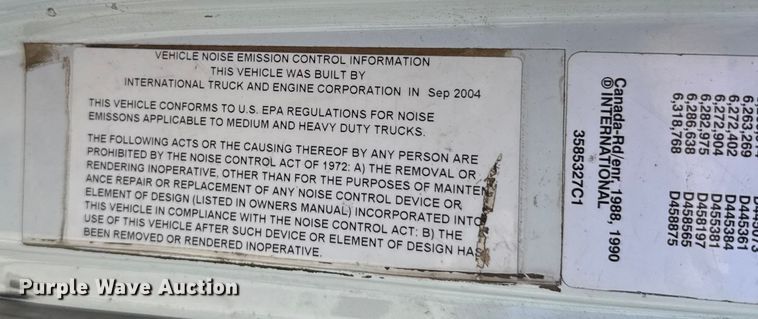 VEHICLE NOISE EMISSION CONTROL INFORMATION
THIS VEHICLE WAS BUILT BY
INTERNATIONAL TRUCK AND ENGINE CORPORATION IN Sep 2004
THIS VEHICLE CONFORMS TO U.S. EPA REGULATIONS FOR NOISE
EMISSONS APPLICABLE TO MEDIUM AND HEAVY DUTY TRUCKS.
THE FOLLOWING ACTS OR THE CAUSING THEREOF BY ANY PERSON ARE
PROHIBITED BY THE NOISE CONTROL ACT OF 1972: A) THE REMOVAL OR
RENDERING INOPERATIVE, OTHER THAN FOR THE PURPOSES OF MAINTEN
ANCE REPAIR OR REPLACEMENT OF ANY NOISE CONTROL DEVICE OR
ELEMENT OF DESIGN (LISTED IN OWNERS MANUAL) INCORPORATED INTO
THIS VEHICLE IN COMPLIANCE WITH THE NOISE CONTROL ACT: B) THE
USE OF THIS VEHICLE AFTER SUCH DEVICE OR ELEMENT OF DESIGN HA
BEEN REMOVED OR RENDERED INOPERATIVE.
6,263,269 D445361
6,272,402 D445384
6,272,904 D455381
6,282,975 D458197
6,286,638 D458565
6,318,768 D458875
Canada-Rd/enr. 1988, 1990
© INTERNATIONAL
3585327C1
Purple Wave Auction